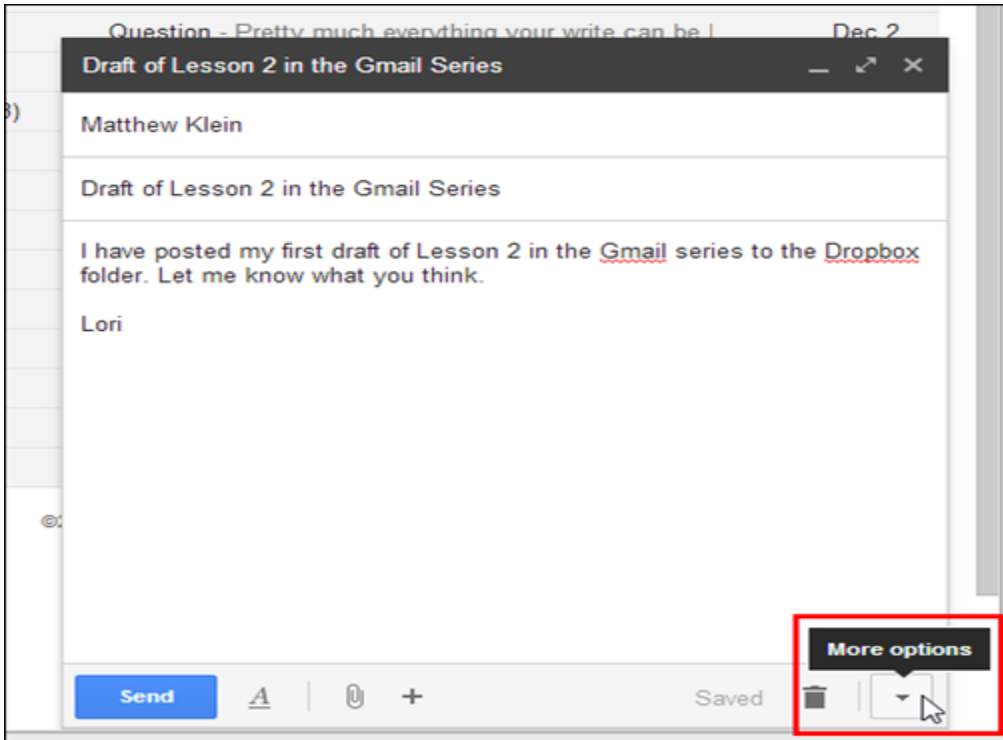 Question - Pretty much everything your write can be Dec 2
Draft of Lesson 2 in the Gmail Series
3)
Matthew Klein
Draft of Lesson 2 in the Gmail Series
I have posted my first draft of Lesson 2 in the Gmail series to the Dropbox
folder. Let me know what you think.
Lori
©
More options
Send A Saved